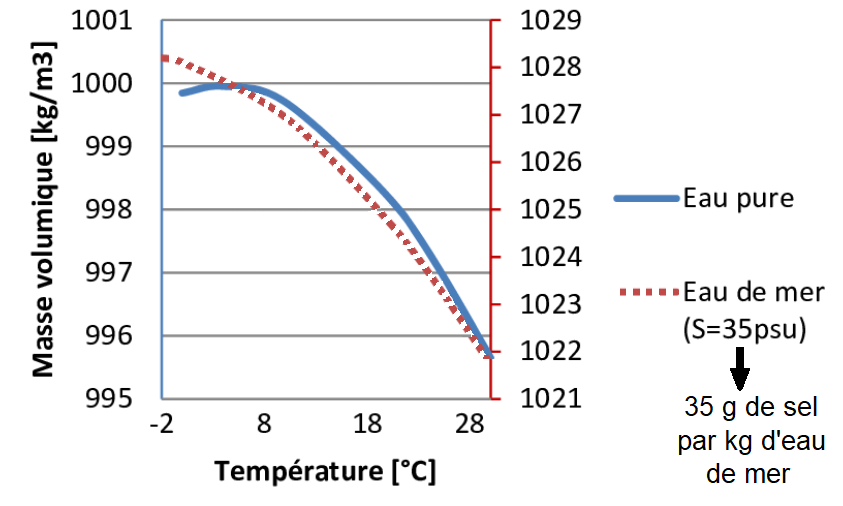 Masse volumique [kg/m3]
1001
1000
999
998
997
996
995
1029
1028
1027
1026
1025
1024
1023
1022
1021
-2
8
18
28
Température [°C]
Eau pure
Eau de mer
(S=35psu)
35 g de sel
par kg d'eau
de mer